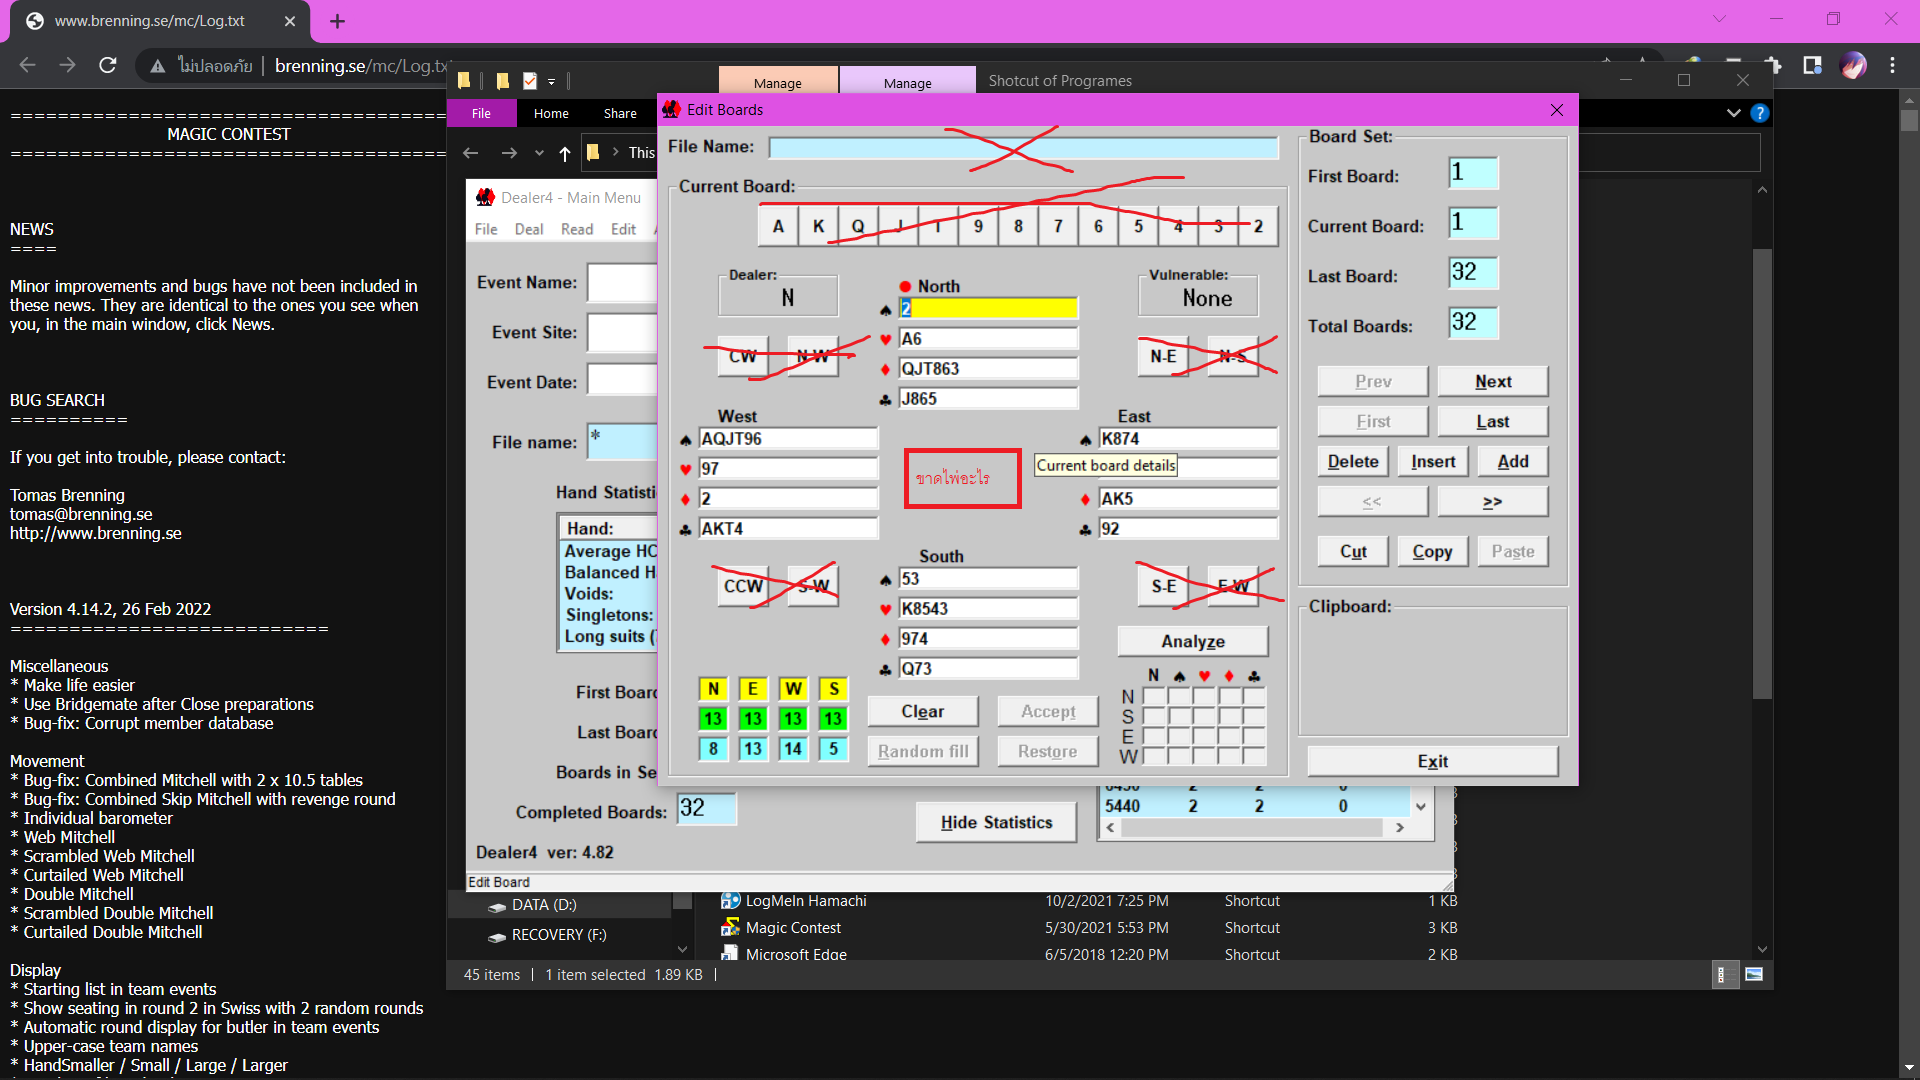 www.brenning.se/mc/Log.txt
ไม่ปลอดภัย
brenning.se/mc/Log.txt
=====================================
MAGIC CONTEST
=====================================
NEWS
====
Minor improvements and bugs have not been included in
these news. They are identical to the ones you see when
you, in the main window, click News.
BUG SEARCH
==========
If you get into trouble, please contact:
Tomas Brenning
tomas@brenning.se
http://www.brenning.se
Version 4.14.2, 26 Feb 2022
===========================
Miscellaneous
* Make life easier
* Use Bridgemate after Close preparations
* Bug-fix: Corrupt member database
Movement
* Bug-fix: Combined Mitchell with 2 x 10.5 tables
* Bug-fix: Combined Skip Mitchell with revenge round
* Individual barometer
* Web Mitchell
* Scrambled Web Mitchell
* Curtailed Web Mitchell
* Double Mitchell
* Scrambled Double Mitchell
* Curtailed Double Mitchell
Display
* Starting list in team events
* Show seating in round 2 in Swiss with 2 random rounds
* Automatic round display for butler in team events
* Upper-case team names
* HandSmaller / Small / Large / Larger
Manage
Manage
Shotcut of Programes
File
Home
Share
This
Dealer4 - Main Menu
File
Deal
Read
Edit
Event Name:
Event Site:
Event Date:
File name:
*
Hand Statisti
Hand:
Average HC
Balanced H
Voids:
Singletons:
Long suits (
First Board
Last Board
Boards in Se
Completed Boards:
32
Hide Statistics
5440 2 2 0
Dealer4 ver: 4.82
Edit Board
Edit Boards
File Name:
Current Board:
A K Q J T 9 8 7 6 5 4 3 2
Dealer:
N
Vulnerable:
None
North
♠ 2
♥ A6
♦ QJT863
♣ J865
CW
N-W
N-E
N-S
West
♠ AQJT96
♥ 97
♦ 2
♣ AKT4
ขาดไพ่อะไร
Current board details
East
♠ K874
♦ AK5
♣ 92
South
♠ 53
♥ K8543
♦ 974
♣ Q73
CCW
S-W
S-E
E-W
Analyze
N ♠ ♥ ♦ ♣
N
S
E
W
N E W S
13 13 13 13
8 13 14 5
Clear
Accept
Random fill
Restore
Board Set:
First Board:
1
Current Board:
1
Last Board:
32
Total Boards:
32
Prev
Next
First
Last
Delete
Insert
Add
<<
>>
Cut
Copy
Paste
Clipboard:
Exit
DATA (D:)
RECOVERY (F:)
LogMeIn Hamachi 10/2/2021 7:25 PM Shortcut 1 KB
Magic Contest 5/30/2021 5:53 PM Shortcut 3 KB
Microsoft Edge 6/5/2018 12:20 PM Shortcut 2 KB
45 items
1 item selected 1.89 KB